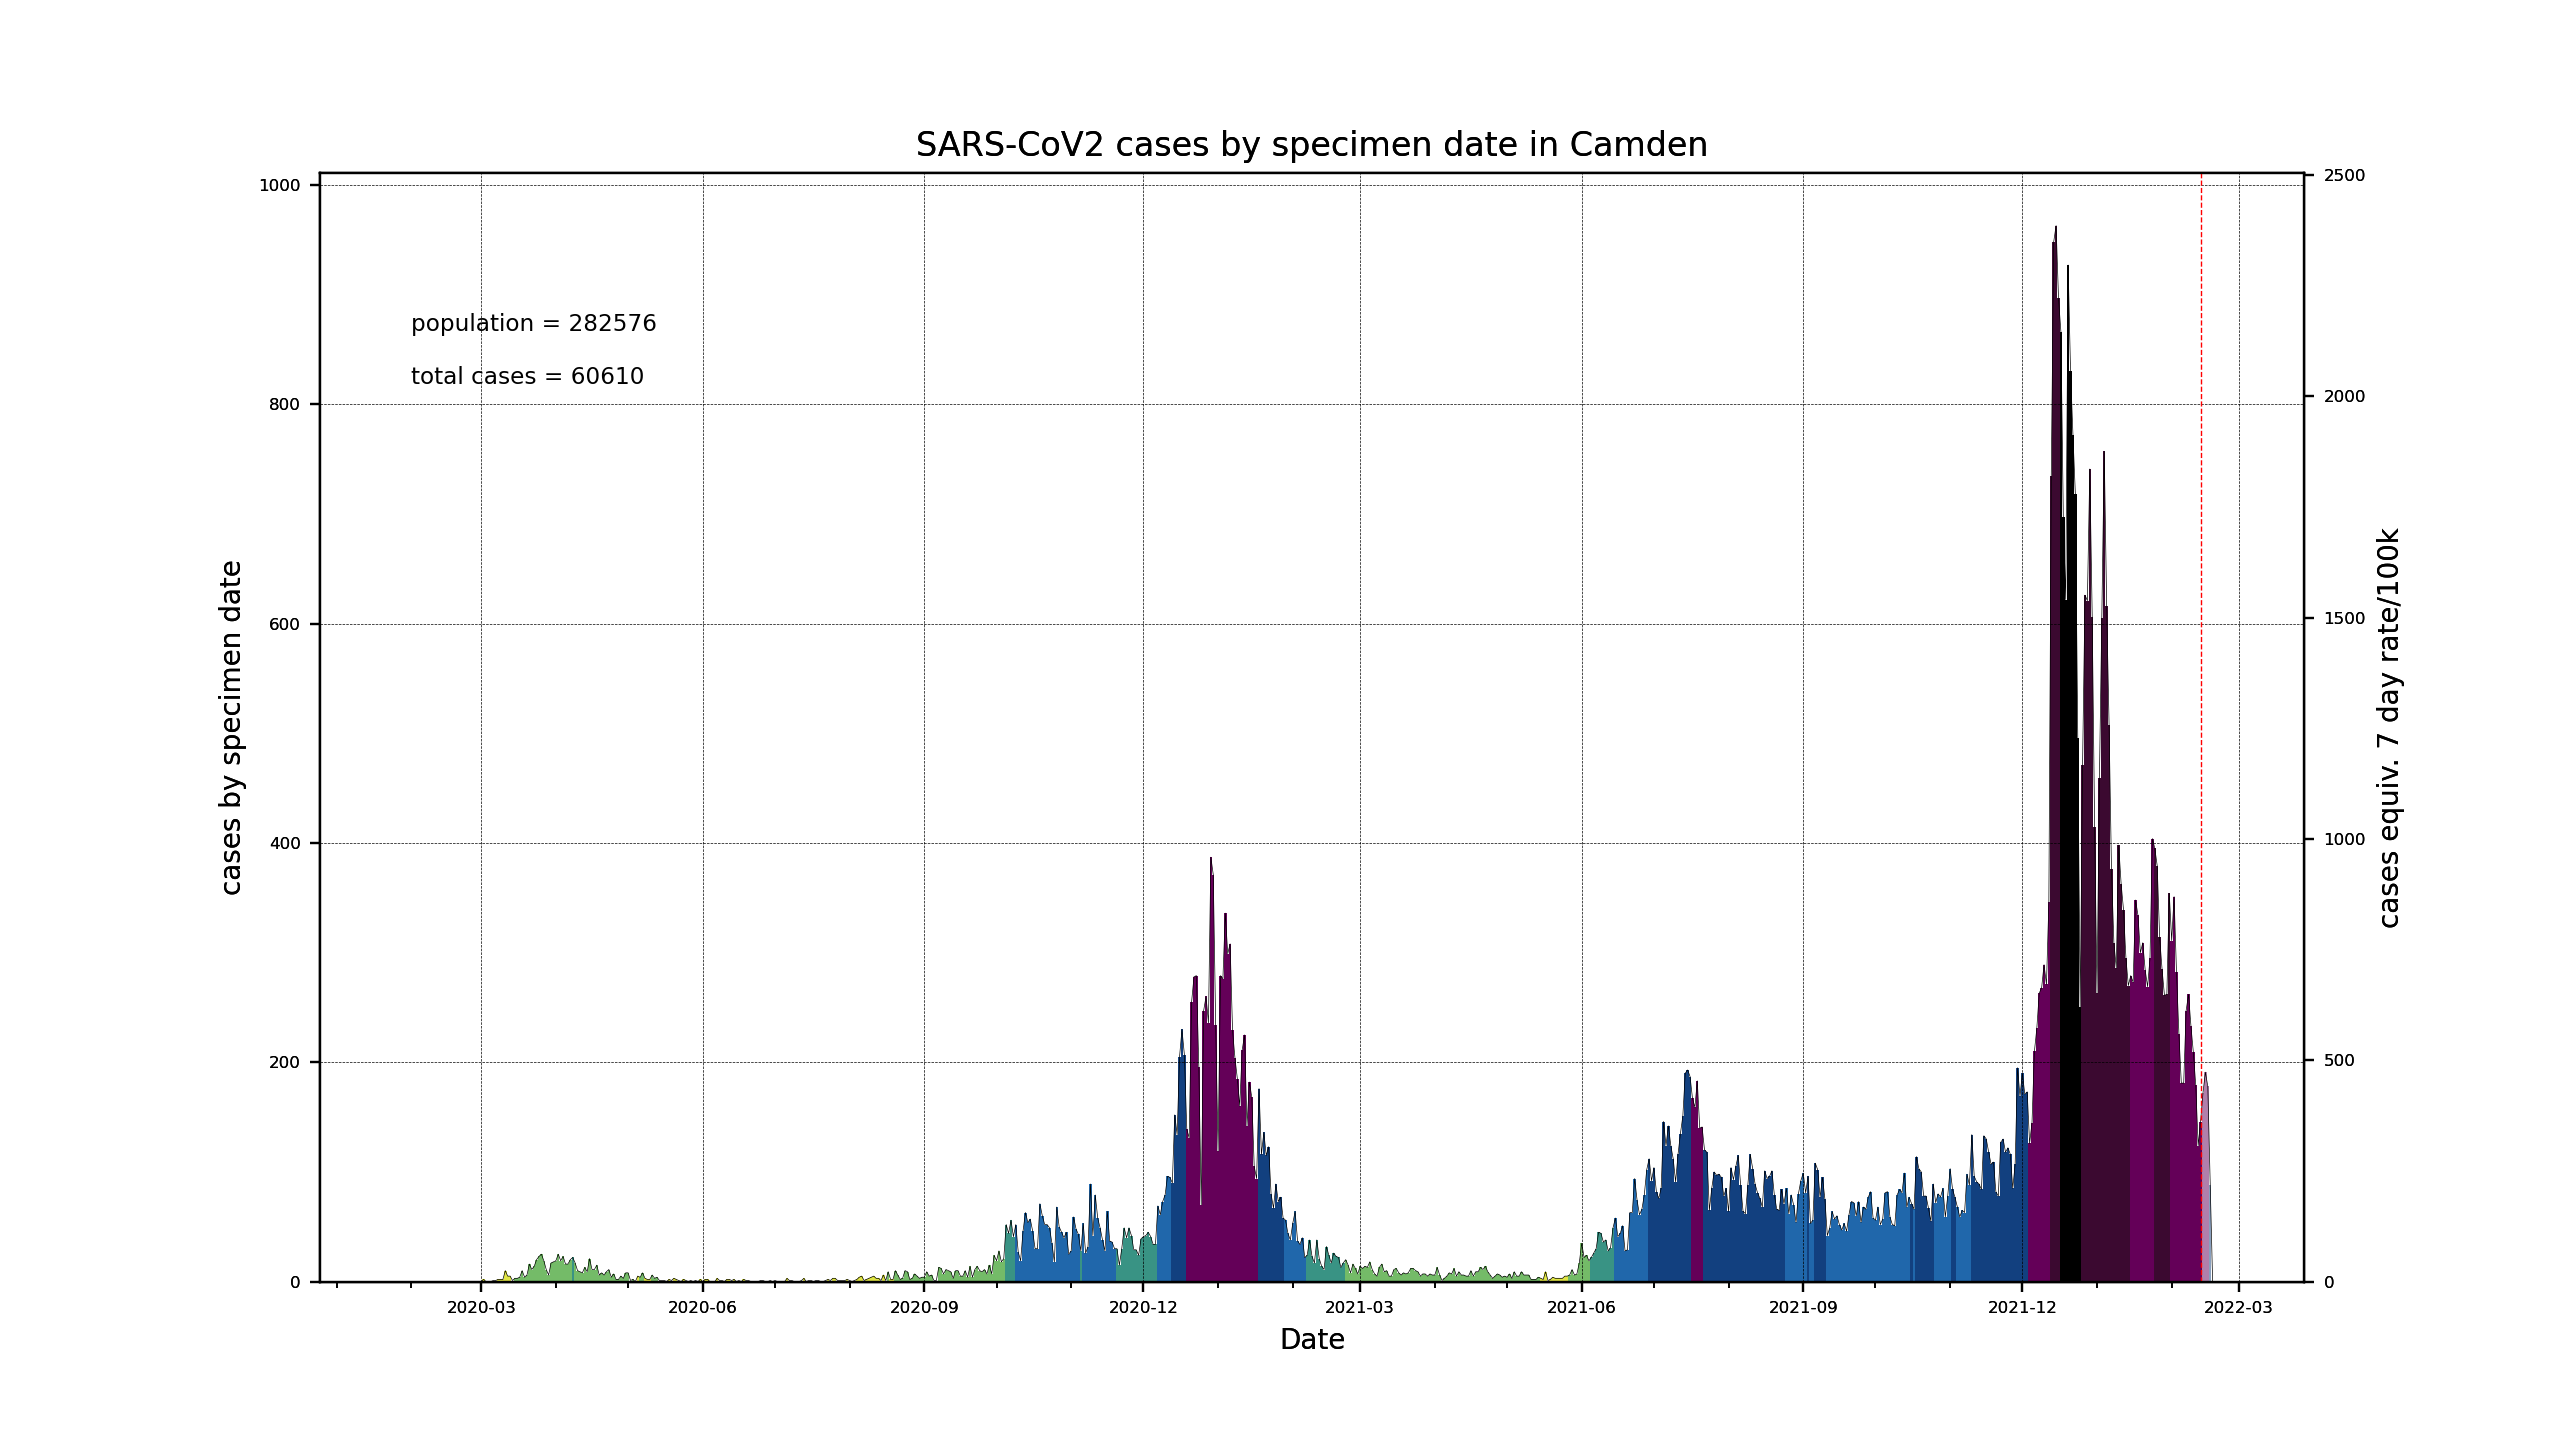 SARS-CoV2 cases by specimen date in Camden
population = 282576
total cases = 60610
cases by specimen date
1000
800
600
400
200
0
2500
2000
1500
1000
500
0
cases equiv. 7 day rate/100k
2020-03 2020-06 2020-09 2020-12 2021-03 2021-06 2021-09 2021-12 2022-03
Date